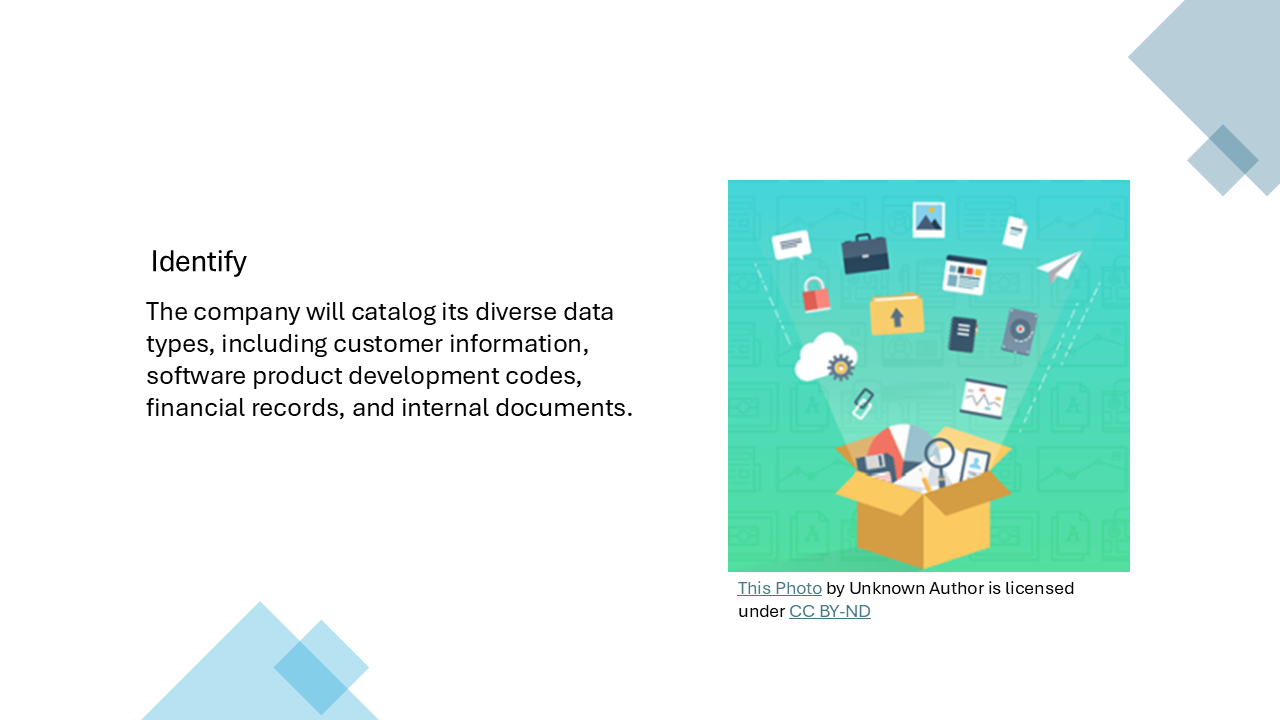 Identify
The company will catalog its diverse data
types, including customer information,
software product development codes,
financial records, and internal documents.
This Photo by Unknown Author is licensed
under CC BY-ND